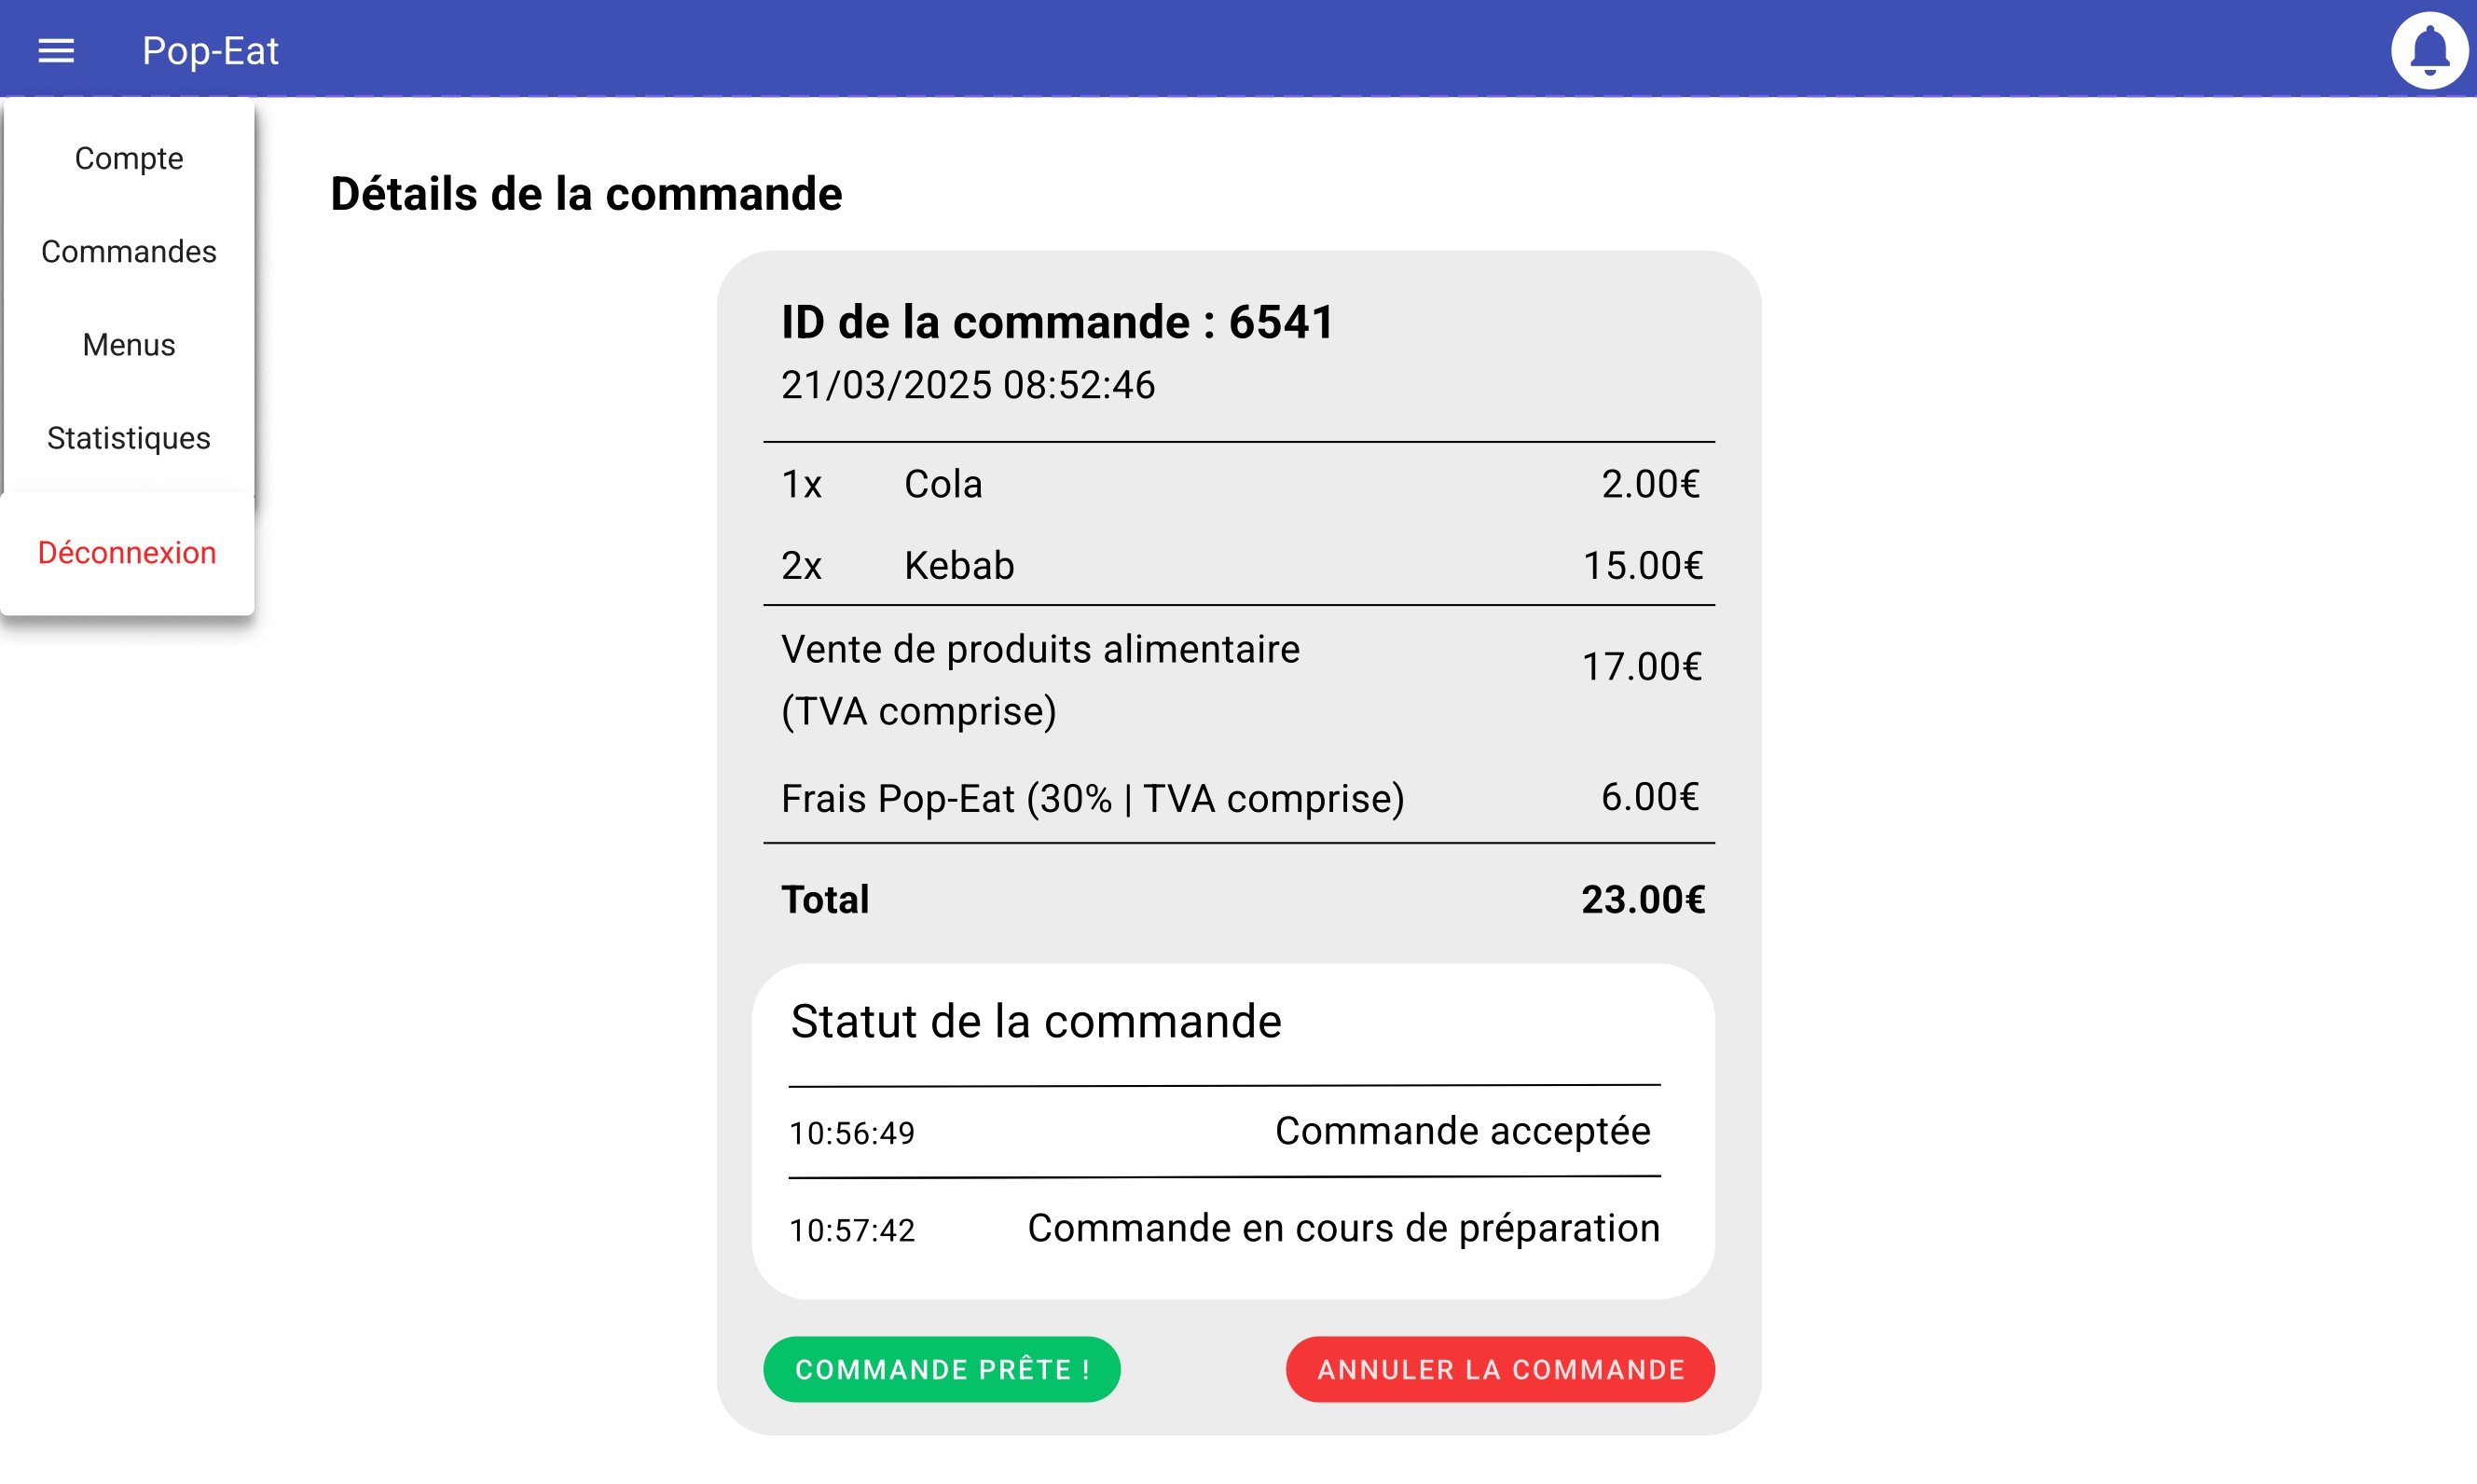 Pop-Eat
Compte
Commandes
Menus
Statistiques
Déconnexion
Détails de la commande
ID de la commande : 6541
21/03/2025 08:52:46
1x Cola 2.00€
2x Kebab 15.00€
Vente de produits alimentaire 17.00€
(TVA comprise)
Frais Pop-Eat (30% | TVA comprise) 6.00€
Total 23.00€
Statut de la commande
10:56:49 Commande acceptée
10:57:42 Commande en cours de préparation
COMMANDE PRÊTE ! ANNULER LA COMMANDE